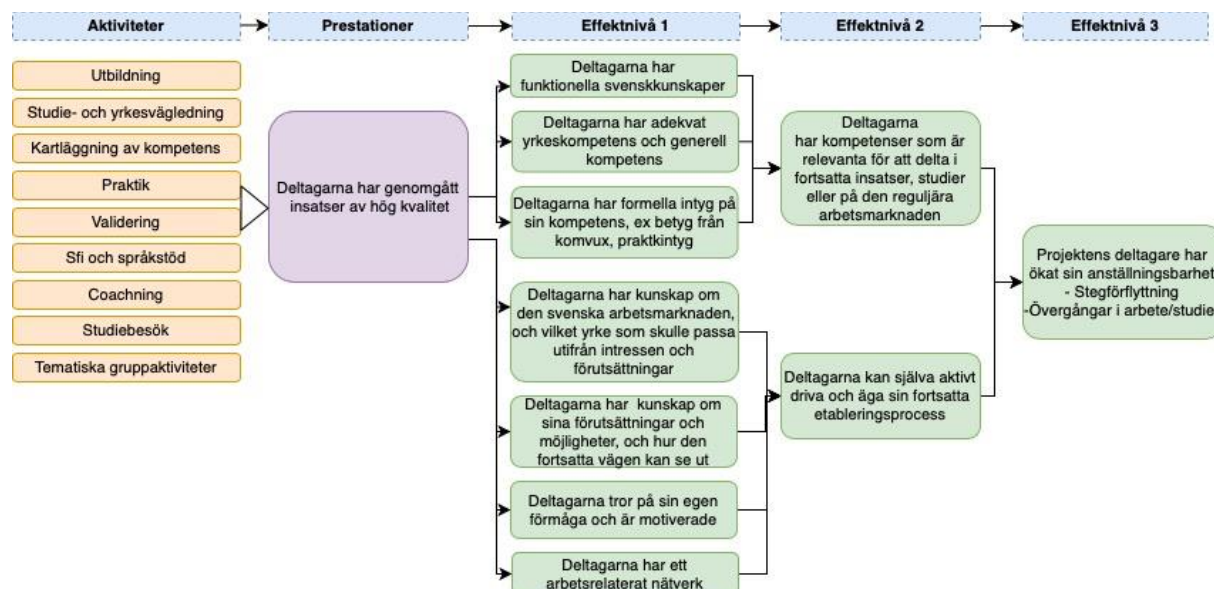 Aktiviteter
Prestationer
Effektnivå 1
Effektnivå 2
Effektnivå 3
Utbildning
Studie- och yrkesvägledning
Kartläggning av kompetens
Praktik
Validering
Sfi och språkstöd
Coachning
Studiebesök
Tematiska gruppaktiviteter
Deltagarna har genomgått
insatser av hög kvalitet
Deltagarna har
funktionella svenskkunskaper
Deltagarna har adekvat
yrkeskompetens och generell
kompetens
Deltagarna har formella intyg på
sin kompetens, ex betyg från
komvux, praktkintyg
Deltagarna har kunskap om
den svenska arbetsmarknaden,
och vilket yrke som skulle passa
utifrån intressen och
förutsättningar
Deltagarna har kunskap om
sina förutsättningar och
möjligheter, och hur den
fortsatta vägen kan se ut
Deltagarna tror på sin egen
förmåga och är motiverade
Deltagarna har ett
arbetsrelaterat nätverk
Deltagarna
har kompetenser som är
relevanta för att delta i
fortsatta insatser, studier
eller på den reguljära
arbetsmarknaden
Deltagarna kan själva aktivt
driva och äga sin fortsatta
etableringsprocess
Projektens deltagare har
ökat sin anställningsbarhet
- Stegförflyttning
-Övergångar i arbete/studie